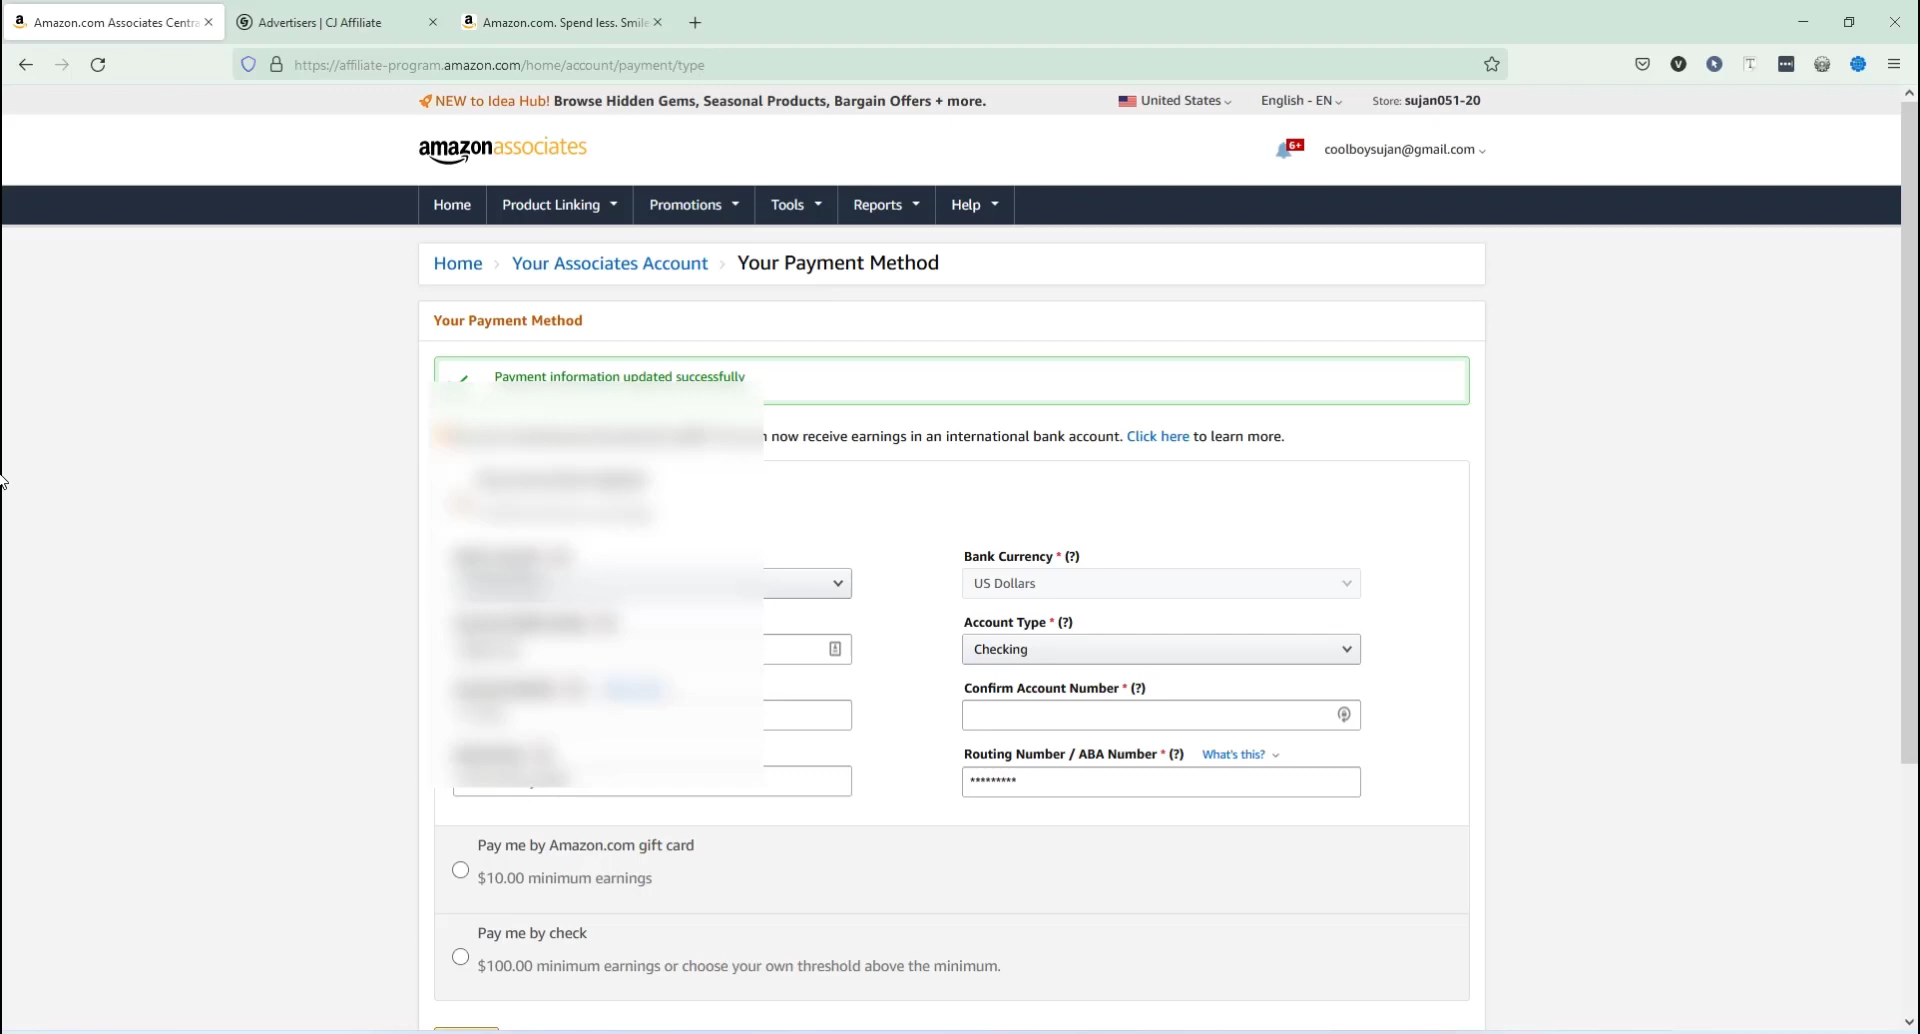 Amazon.com Associates Centra
Advertisers | CJ Affiliate
Amazon.com. Spend less. Smile
https://affiliate-program.amazon.com/home/account/payment/type
NEW to Idea Hub! Browse Hidden Gems, Seasonal Products, Bargain Offers + more.
United States
English - EN
Store: sujan051-20
amazonassociates
6+
coolboysujan@gmail.com
Home
Product Linking
Promotions
Tools
Reports
Help
Home › Your Associates Account › Your Payment Method
Your Payment Method
Payment information updated successfully
now receive earnings in an international bank account. Click here to learn more.
Bank Currency * (?)
US Dollars
Account Type * (?)
Checking
Confirm Account Number * (?)
Routing Number / ABA Number * (?) What's this?
*********
Pay me by Amazon.com gift card
$10.00 minimum earnings
Pay me by check
$100.00 minimum earnings or choose your own threshold above the minimum.